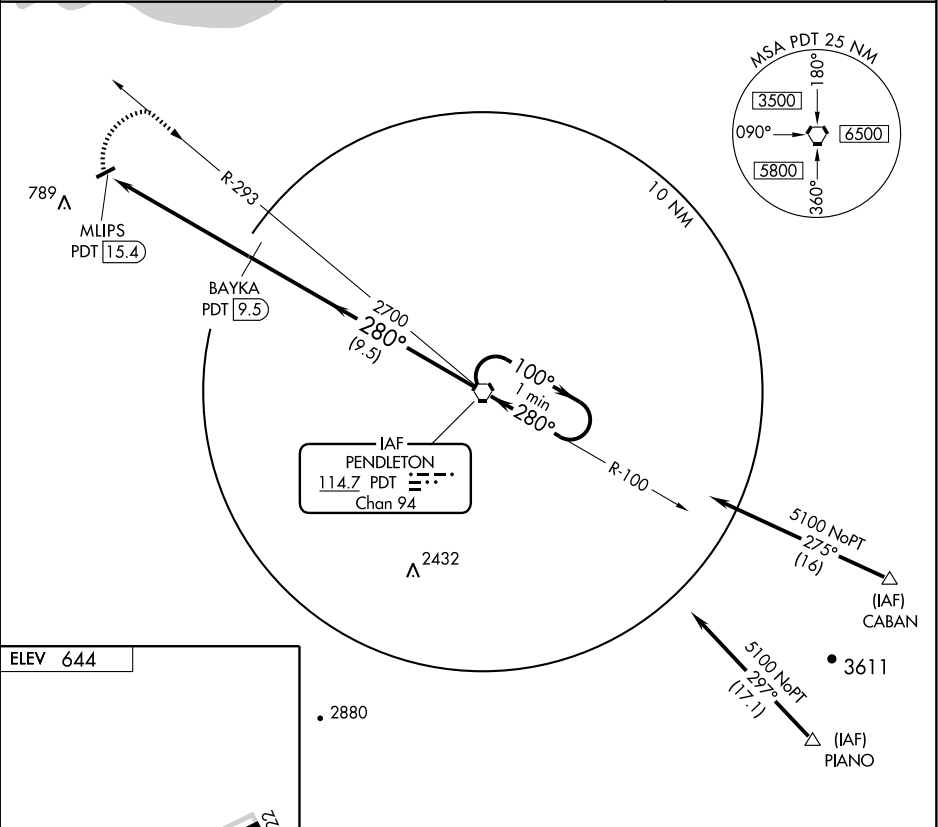 MSA PDT 25 NM
180°
3500
090°
6500
5800
360°
10 NM
R-293
789
MLIPS
PDT 15.4
BAYKA
PDT 9.5
2700
280°
(9.5)
100°
1 min
280°
IAF
PENDLETON
114.7 PDT
Chan 94
R-100
5100 NoPT
275°
(16)
(IAF)
CABAN
2432
5100 NoPT
297°
(17.1)
3611
(IAF)
PIANO
ELEV 644
2880
22